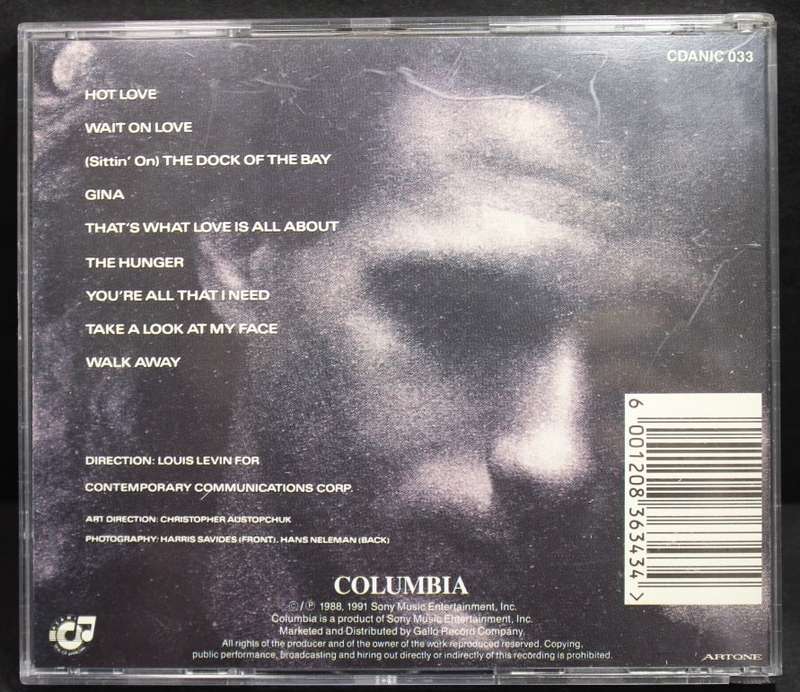 CDANIC 033
HOT LOVE
WAIT ON LOVE
(Sittin' On) THE DOCK OF THE BAY
GINA
THAT'S WHAT LOVE IS ALL ABOUT
THE HUNGER
YOU'RE ALL THAT I NEED
TAKE A LOOK AT MY FACE
WALK AWAY
DIRECTION: LOUIS LEVIN FOR
CONTEMPORARY COMMUNICATIONS CORP.
ART DIRECTION: CHRISTOPHER AUSTOPCHUK
PHOTOGRAPHY: HARRIS SAVIDES (FRONT). HANS NELEMAN (BACK)
6 001208 363434 >
COLUMBIA
©/℗ 1988, 1991 Sony Music Entertainment, Inc.
Columbia is a product of Sony Music Entertainment, Inc.
Marketed and Distributed by Gallo Record Company.
All rights of the producer and of the owner of the work reproduced reserved. Copying,
public performance, broadcasting and hiring out directly or indirectly of this recording is prohibited.
ARTONE